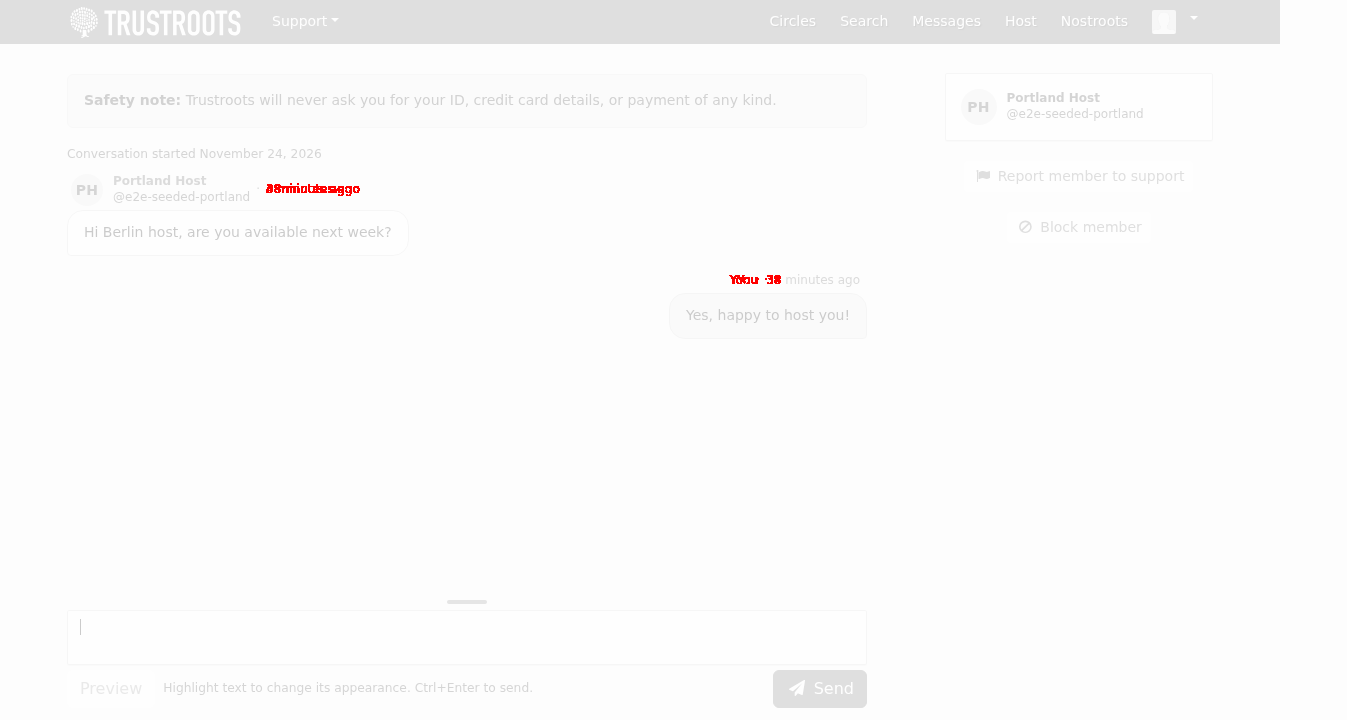 TRUSTROOTS Support Circles Search Messages Host Nostroots
Safety note: Trustroots will never ask you for your ID, credit card details, or payment of any kind.
PH Portland Host
@e2e-seeded-portland
Conversation started November 24, 2026
PH Portland Host
@e2e-seeded-portland
Report member to support
Hi Berlin host, are you available next week?
Block member
minutes ago
Yes, happy to host you!
Preview Highlight text to change its appearance. Ctrl+Enter to send. Send